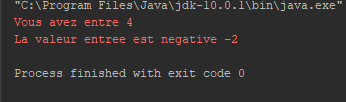 "C:\Program Files\Java\jdk-10.0.1\bin\java.exe"
Vous avez entre 4
La valeur entree est negative -2
Process finished with exit code 0